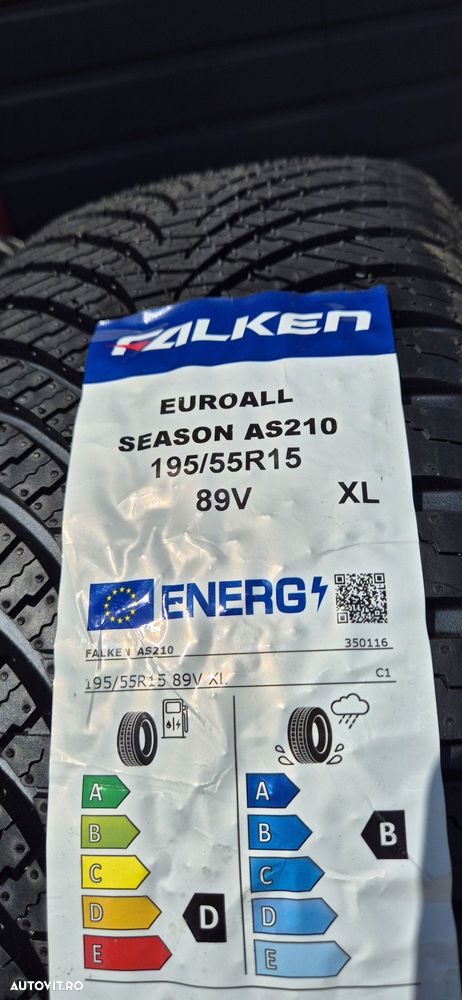 FALKEN
EUROALL
SEASON AS210
195/55R15
89V XL
ENERG
FALKEN AS210 350116
195/55R15 89V XL C1
A A
B B B
C C
D D D
E E
AUTOVIT.RO